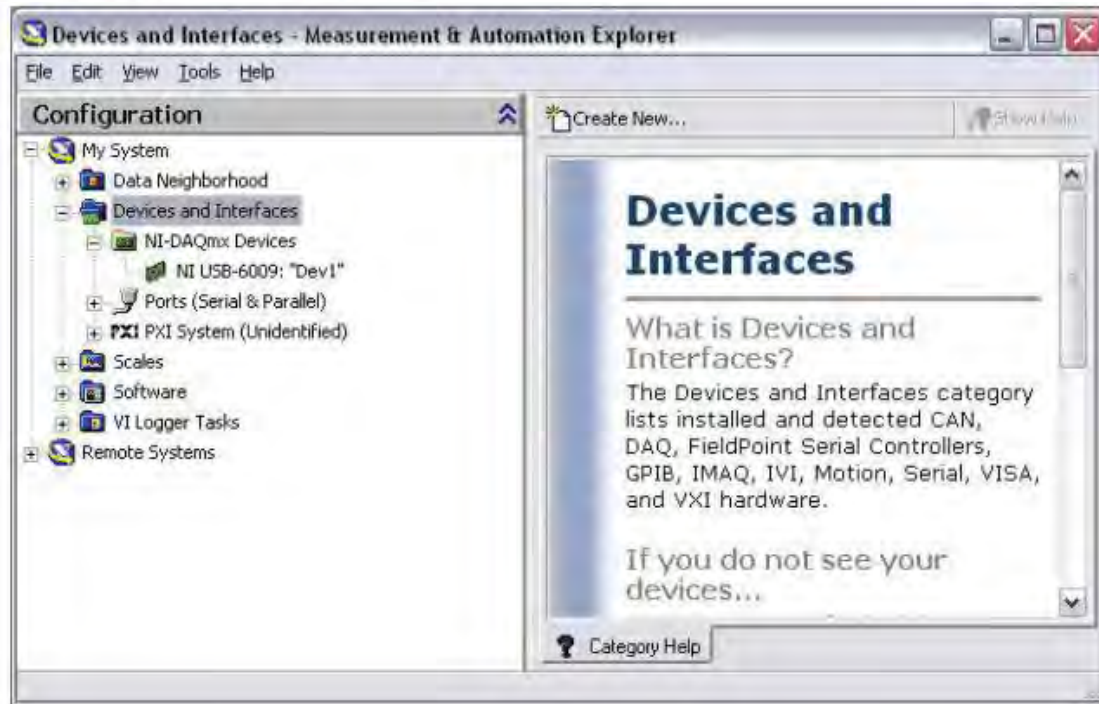 Devices and Interfaces - Measurement & Automation Explorer
File Edit View Tools Help
Configuration
My System
Data Neighborhood
Devices and Interfaces
NI-DAQmx Devices
NI USB-6009: "Dev1"
Ports (Serial & Parallel)
PXI PXI System (Unidentified)
Scales
Software
VI Logger Tasks
Remote Systems
Create New...
Show Help
Devices and
Interfaces
What is Devices and
Interfaces?
The Devices and Interfaces category
lists installed and detected CAN,
DAQ, FieldPoint Serial Controllers,
GPIB, IMAQ, IVI, Motion, Serial, VISA,
and VXI hardware.
If you do not see your
devices...
Category Help